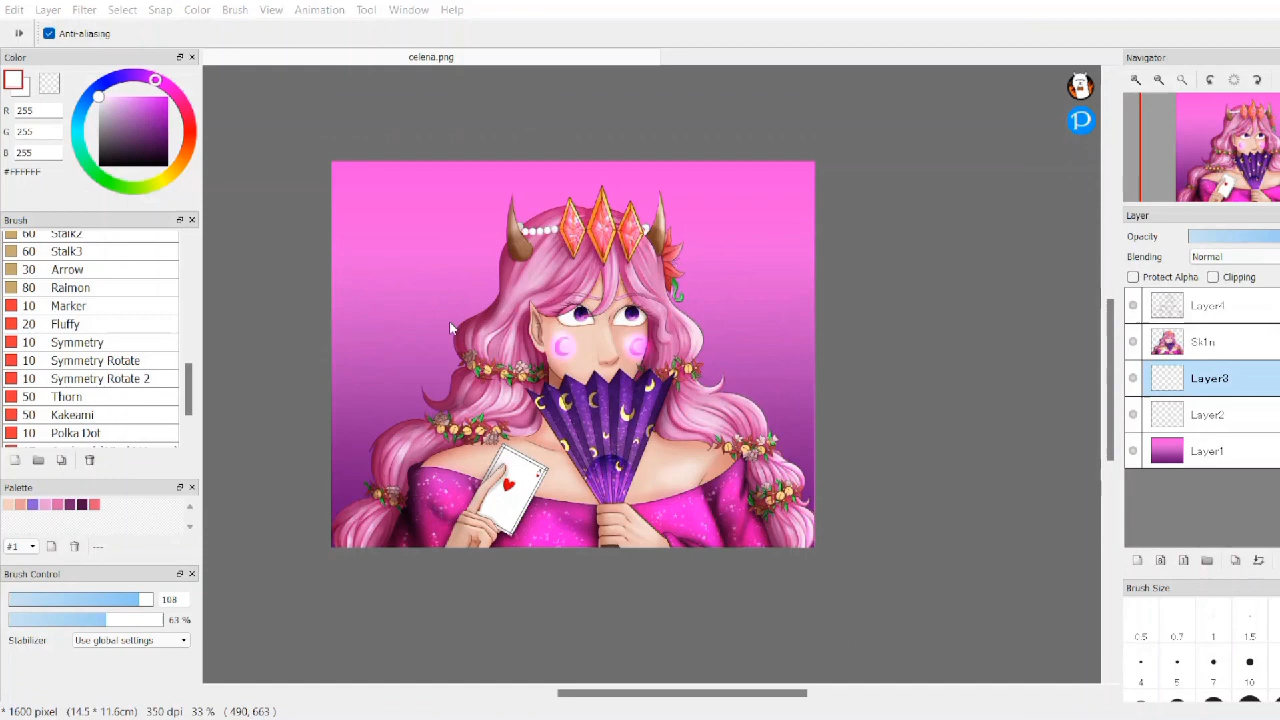 Edit Layer Filter Select Snap Color Brush View Animation Tool Window Help
Anti-aliasing
Color
celena.png
Navigator
R 255
G 255
B 255
#FFFFFF
Brush
60 Stalk2
60 Stalk3
30 Arrow
80 Raimon
10 Marker
20 Fluffy
10 Symmetry
10 Symmetry Rotate
10 Symmetry Rotate 2
50 Thorn
50 Kakeami
10 Polka Dot
Palette
#1
---
Brush Control
108
63 %
Stabilizer Use global settings
Layer
Opacity
Blending Normal
Protect Alpha Clipping
Layer4
Sk1n
Layer3
Layer2
Layer1
Brush Size
0.5 0.7 1 1.5
4 5 7 10
* 1600 pixel (14.5 * 11.6cm) 350 dpi 33 % ( 490, 663 )